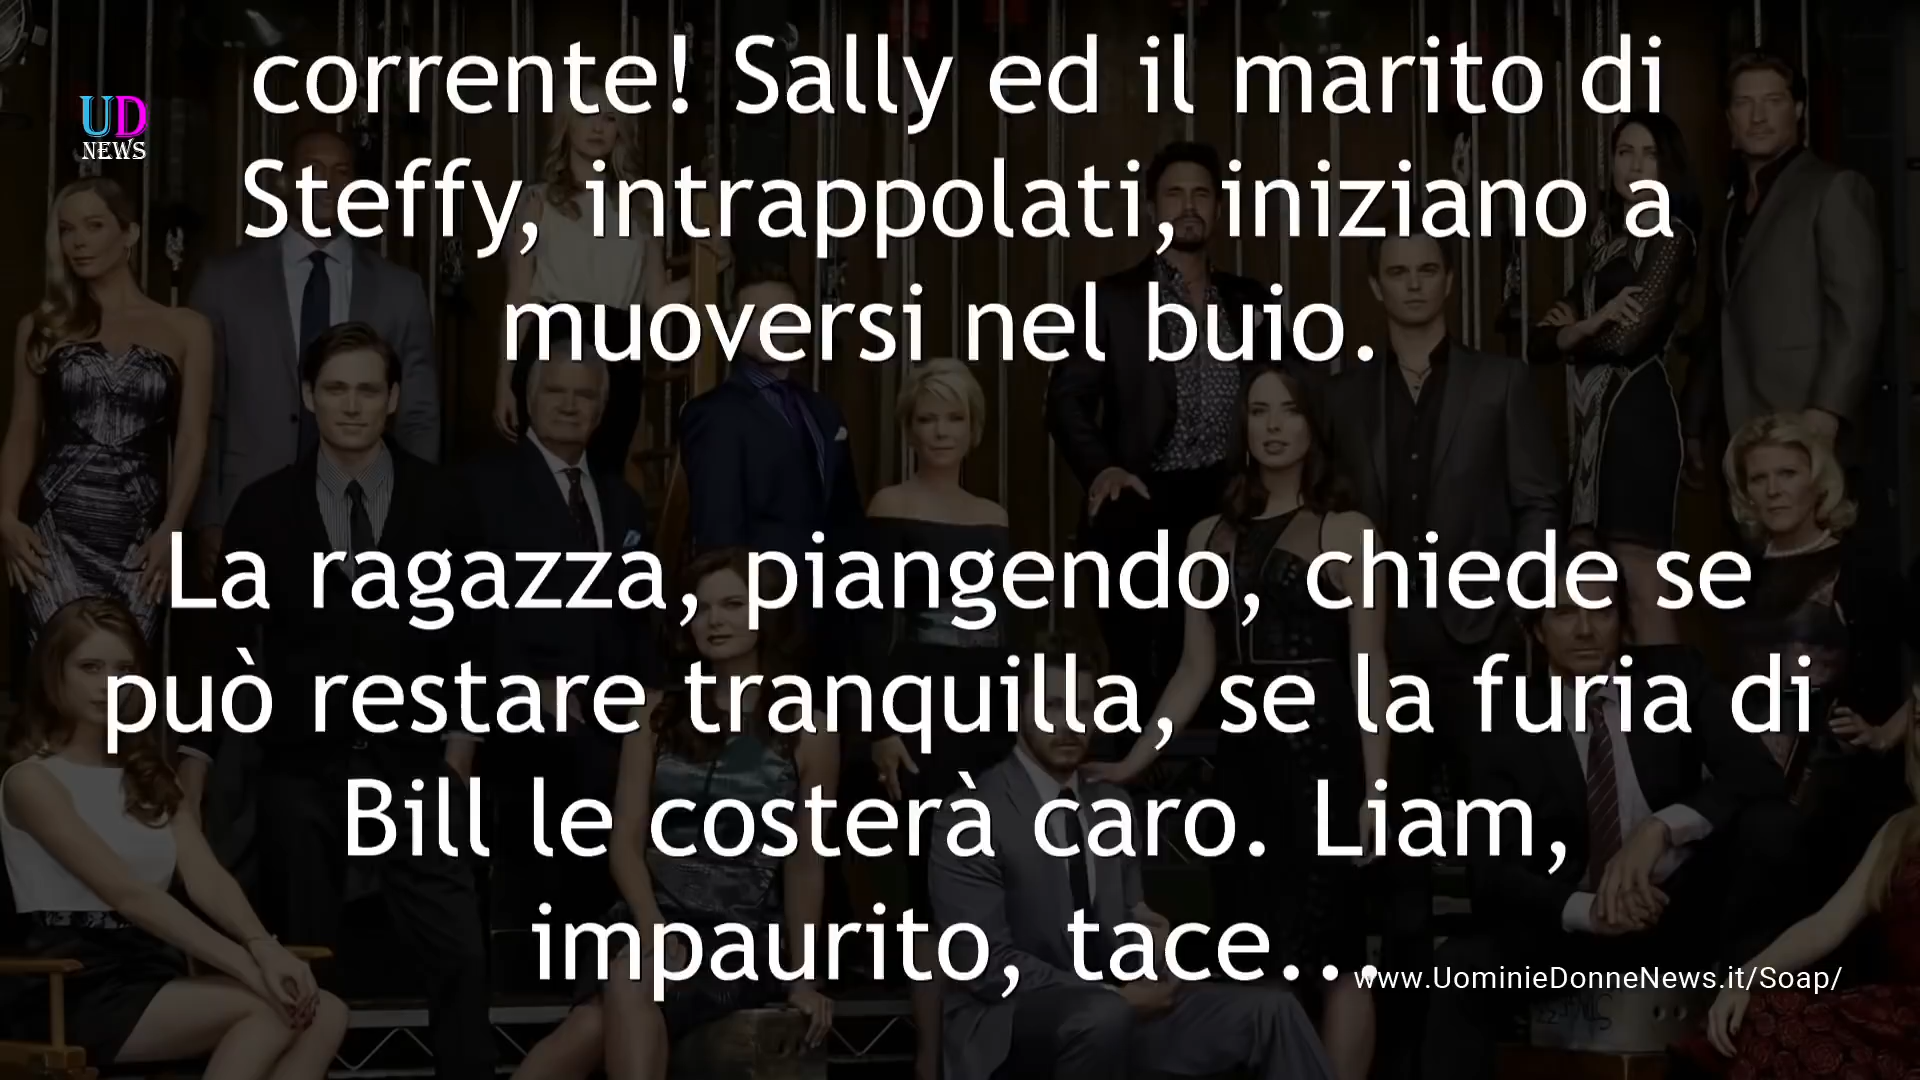 corrente! Sally ed il marito di
UD
NEWS
Steffy, intrappolati, iniziano a
muoversi nel buio.
La ragazza, piangendo, chiede se
può restare tranquilla, se la furia di
Bill le costerà caro. Liam,
impaurito, tace...
www.UominieDonneNews.it/Soap/